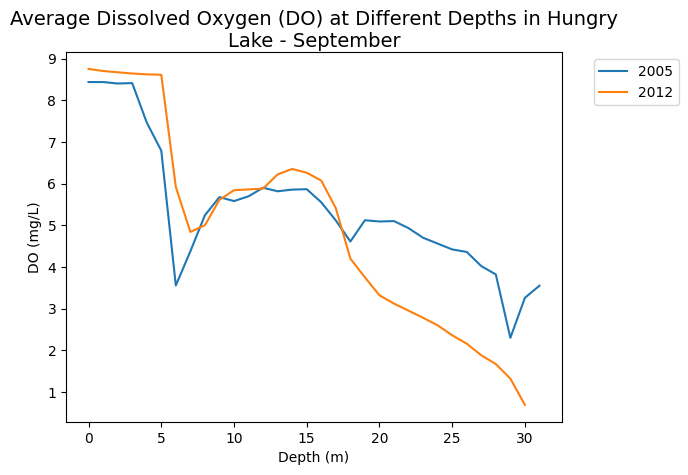 Average Dissolved Oxygen (DO) at Different Depths in Hungry
Lake - September
2005
2012
9
8
7
6
5
4
3
2
1
DO (mg/L)
0 5 10 15 20 25 30
Depth (m)